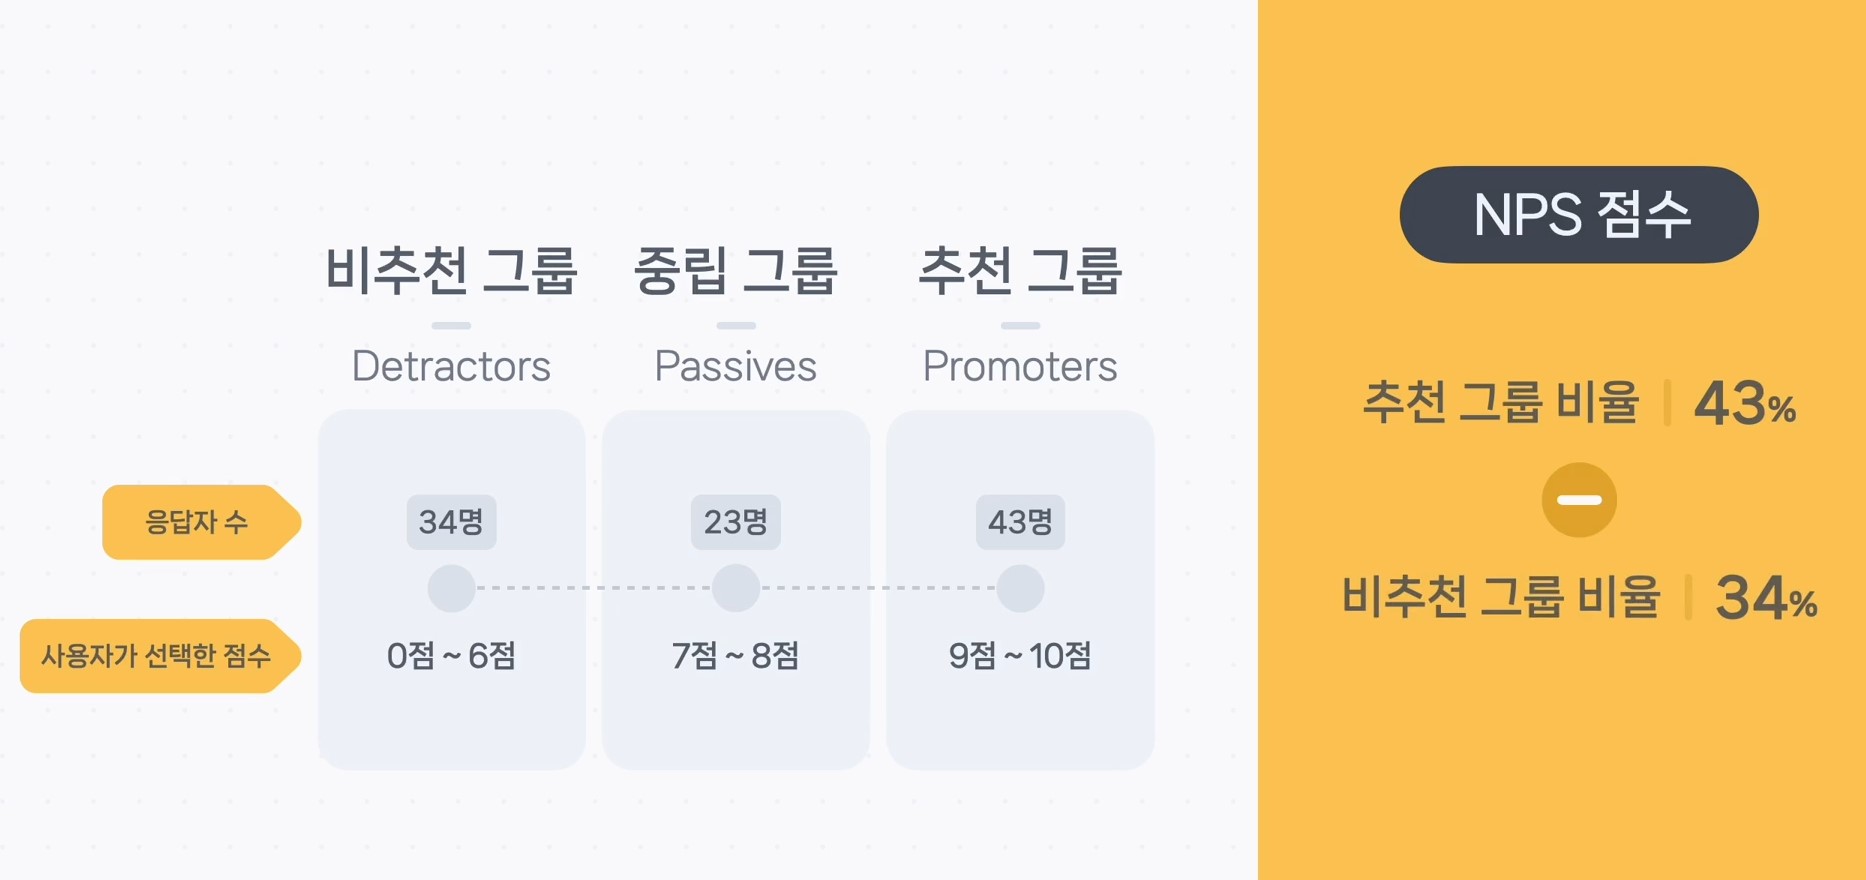 비추천 그룹
Detractors
중립 그룹
Passives
추천 그룹
Promoters
응답자 수
34명
23명
43명
사용자가 선택한 점수
0점 ~ 6점
7점 ~ 8점
9점 ~ 10점
NPS 점수
추천 그룹 비율 | 43%
비추천 그룹 비율 | 34%